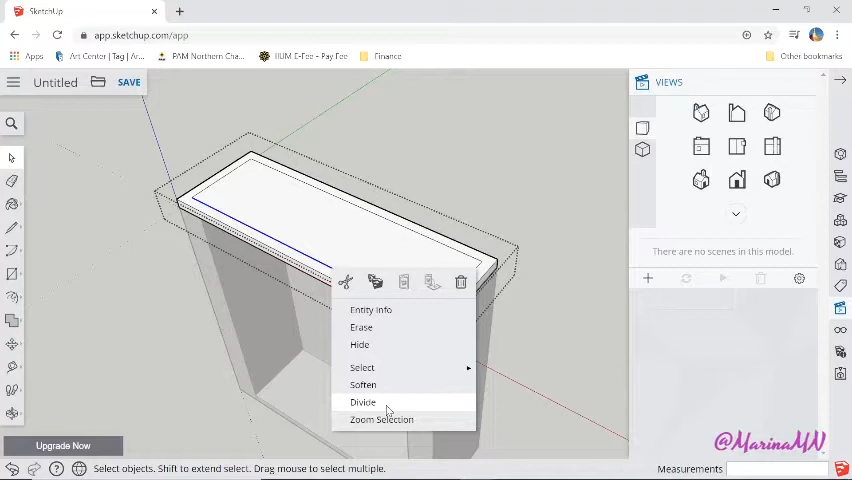 SketchUp
app.sketchup.com/app
Apps
Art Center | Tag | Ar...
PAM Northern Cha...
IIUM E-Fee - Pay Fee
Finance
Other bookmarks
Untitled
SAVE
VIEWS
There are no scenes in this model.
Entity Info
Erase
Hide
Select
Soften
Divide
Zoom Selection
Upgrade Now
@MarinaMN
Select objects. Shift to extend select. Drag mouse to select multiple.
Measurements